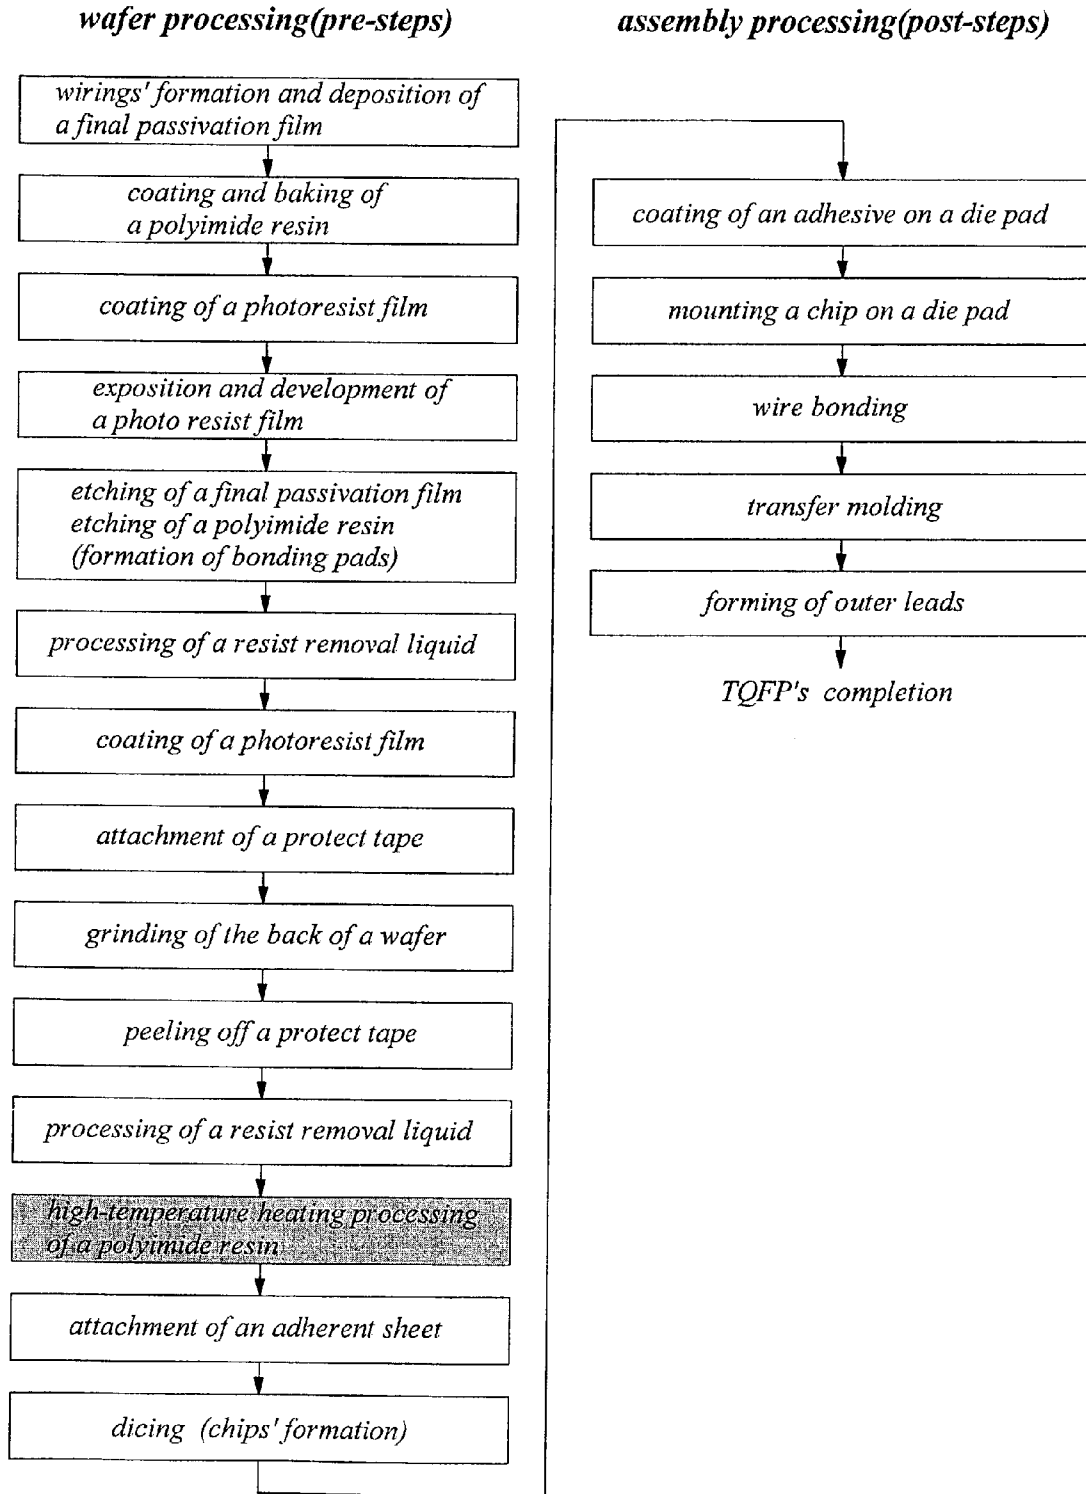 wafer processing(pre-steps)
wirings' formation and deposition of
a final passivation film
coating and baking of
a polyimide resin
coating of a photoresist film
exposition and development of
a photo resist film
etching of a final passivation film
etching of a polyimide resin
(formation of bonding pads)
processing of a resist removal liquid
coating of a photoresist film
attachment of a protect tape
grinding of the back of a wafer
peeling off a protect tape
processing of a resist removal liquid
high-temperature heating processing
of a polyimide resin
attachment of an adherent sheet
dicing (chips' formation)
assembly processing(post-steps)
coating of an adhesive on a die pad
mounting a chip on a die pad
wire bonding
transfer molding
forming of outer leads
TQFP's completion